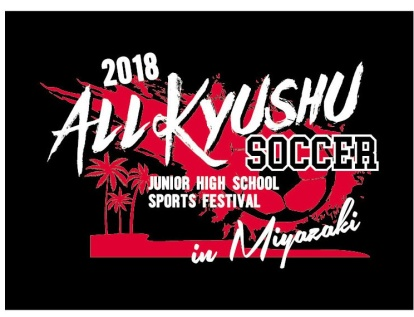 2018
ALL KYUSHU
SOCCER
JUNIOR HIGH SCHOOL
SPORTS FESTIVAL
in Miyazaki